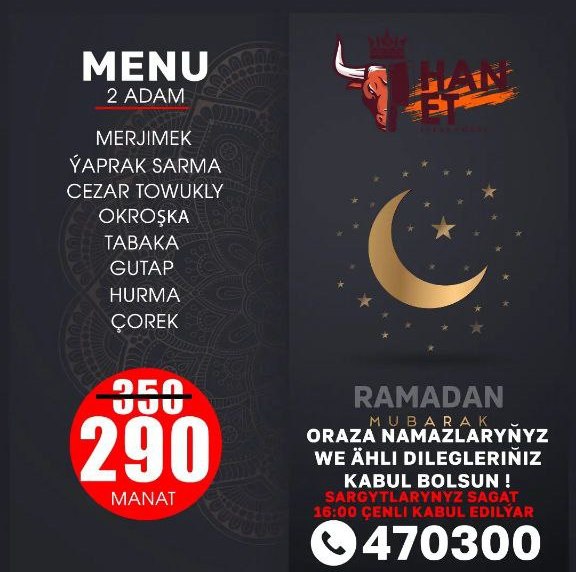 MENU
2 ADAM
MERJIMEK
ÝAPRAK SARMA
CEZAR TOWUKLY
OKROŞKA
TABAKA
GUTAP
HURMA
ÇOREK
350
290
MANAT
HAN
ET
RAMADAN
MUBARAK
ORAZA NAMAZLARYŇYZ
WE ÄHLI DILEGLERIŇIZ
KABUL BOLSUN !
SARGYTLARYNYZ SAGAT
16:00 ÇENLI KABUL EDILÝAR
470300